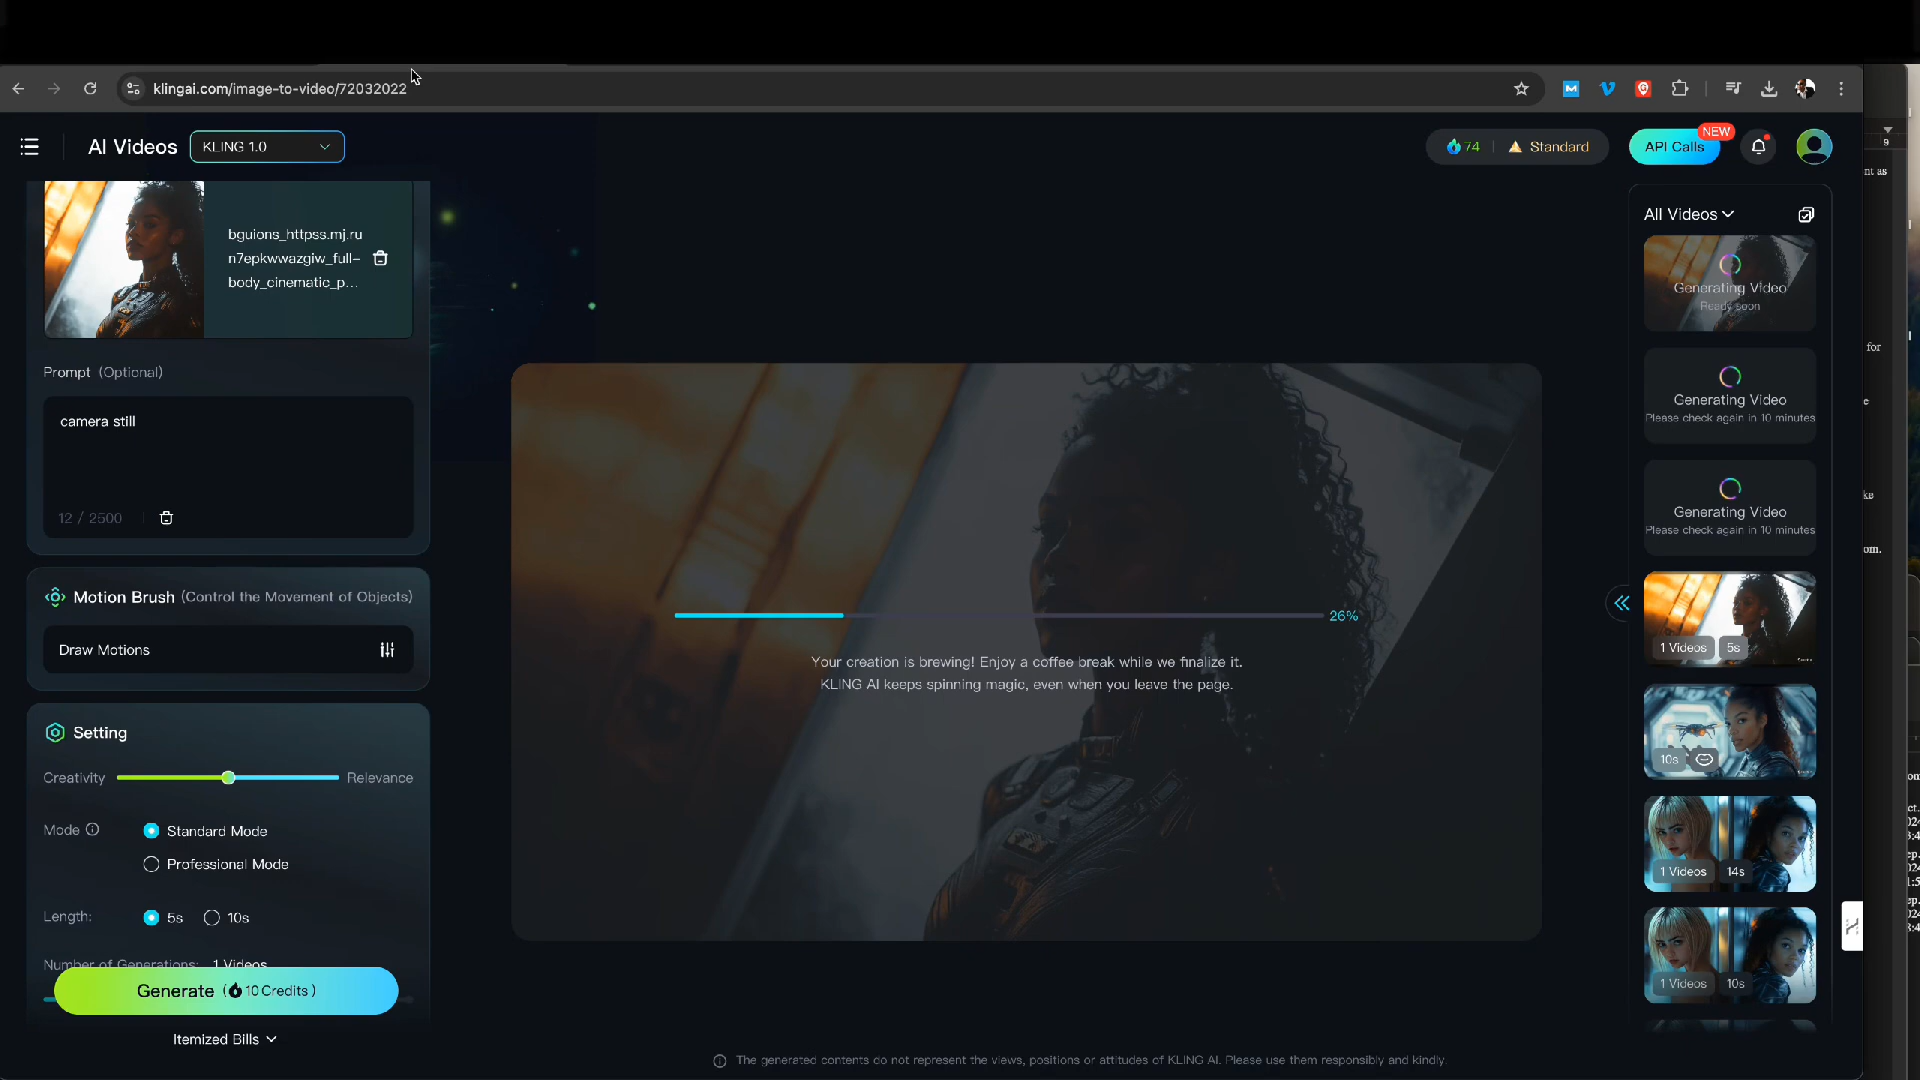 klingai.com/image-to-video/72032022
AI Videos
KLING 1.0
74
Standard
API Calls
NEW
bguions_httpss.mj.ru
n7epkwwazgiw_full-
body_cinematic_p...
Prompt (Optional)
camera still
12 / 2500
Motion Brush (Control the Movement of Objects)
Draw Motions
Setting
Creativity
Relevance
Mode
Standard Mode
Professional Mode
Length:
5s
10s
Number of Generations: 1 Videos
Generate ( 10 Credits )
Itemized Bills
26%
Your creation is brewing! Enjoy a coffee break while we finalize it.
KLING AI keeps spinning magic, even when you leave the page.
The generated contents do not represent the views, positions or attitudes of KLING AI. Please use them responsibly and kindly.
All Videos
Generating Video
Ready soon
Generating Video
Please check again in 10 minutes
Generating Video
Please check again in 10 minutes
1 Videos
5s
10s
1 Videos
14s
1 Videos
10s
9
nt as
for
om.